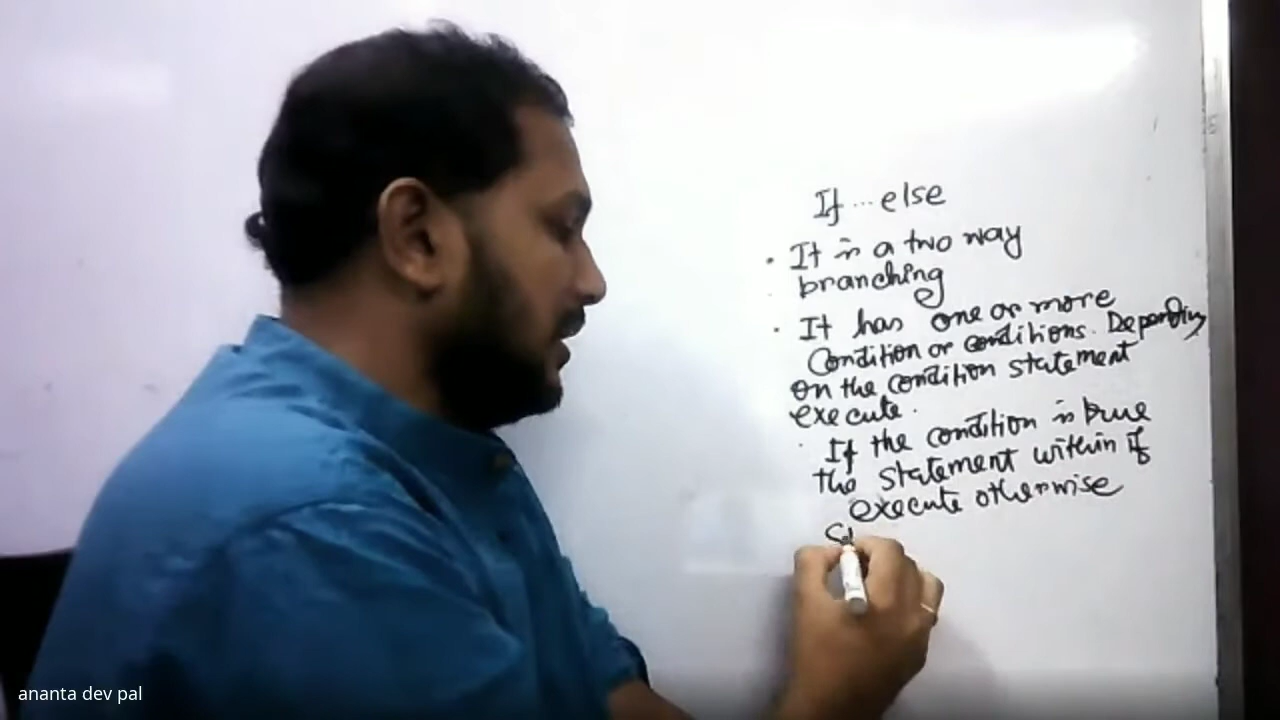 If ... else
• It is a two way
branching
• It has one or more
Condition or conditions. Depending
on the condition statement
execute.
• If the condition is true
the statement within if
execute otherwise
ananta dev pal